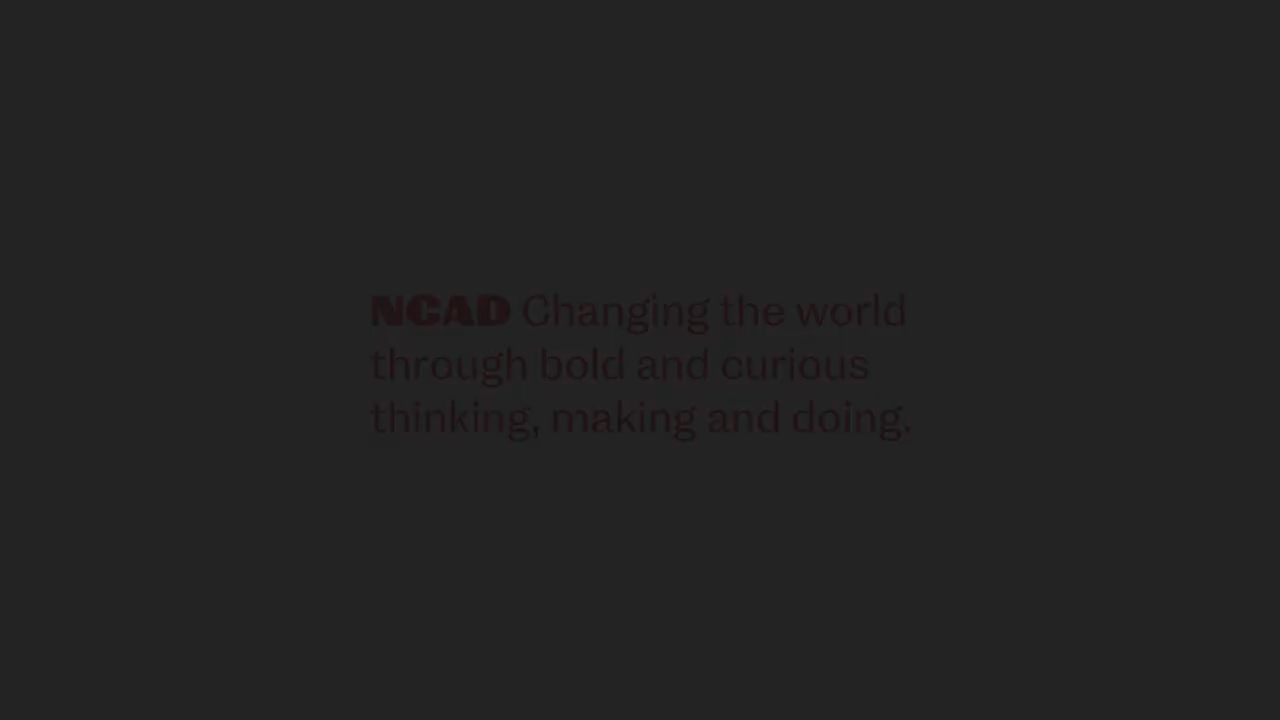 NCAD Changing the world
through bold and curious
thinking, making and doing.